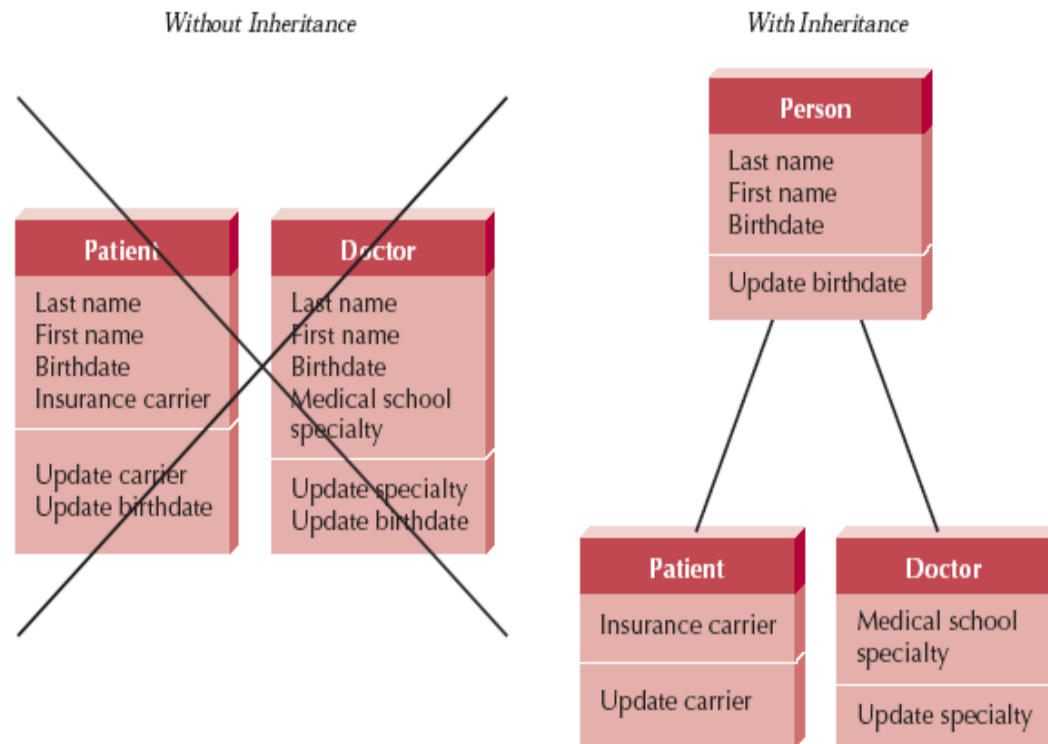 Without Inheritance
Patient
Last name
First name
Birthdate
Insurance carrier
Update carrier
Update birthdate
Doctor
Last name
First name
Birthdate
Medical school
specialty
Update specialty
Update birthdate
With Inheritance
Person
Last name
First name
Birthdate
Update birthdate
Patient
Insurance carrier
Update carrier
Doctor
Medical school
specialty
Update specialty